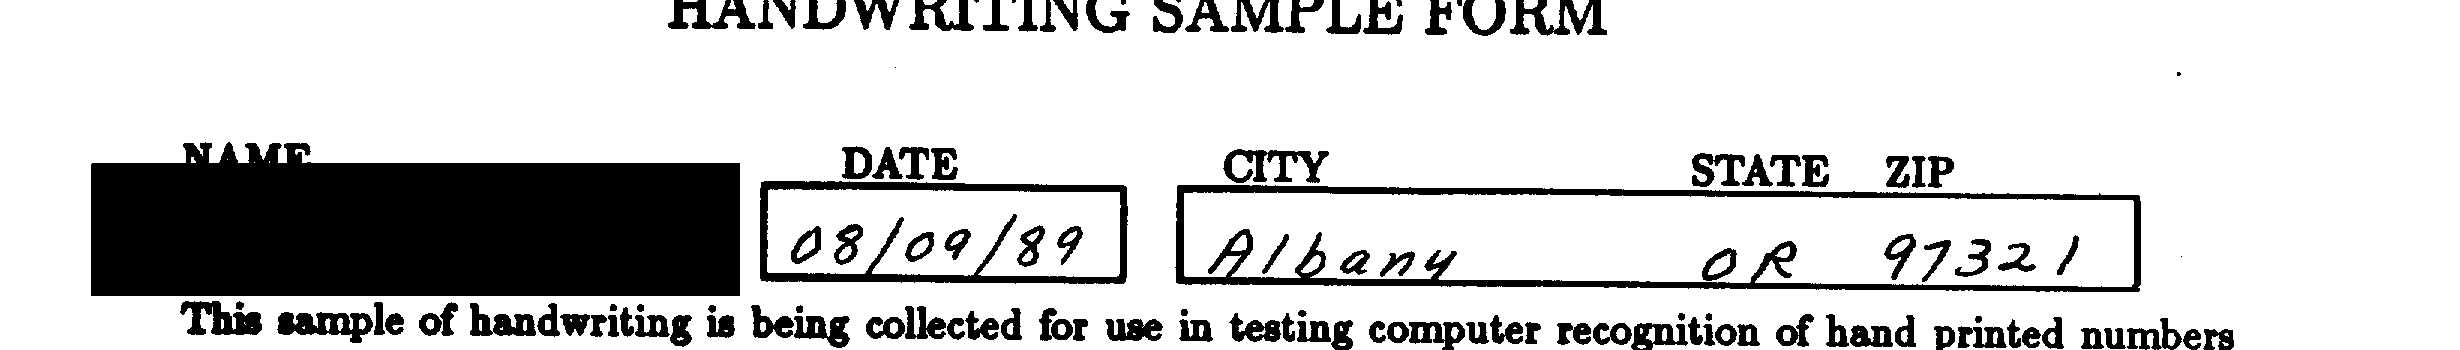 HANDWRITING SAMPLE FORM
NAME DATE CITY STATE ZIP
08/09/89 Albany OR 97321
This sample of handwriting is being collected for use in testing computer recognition of hand printed numbers